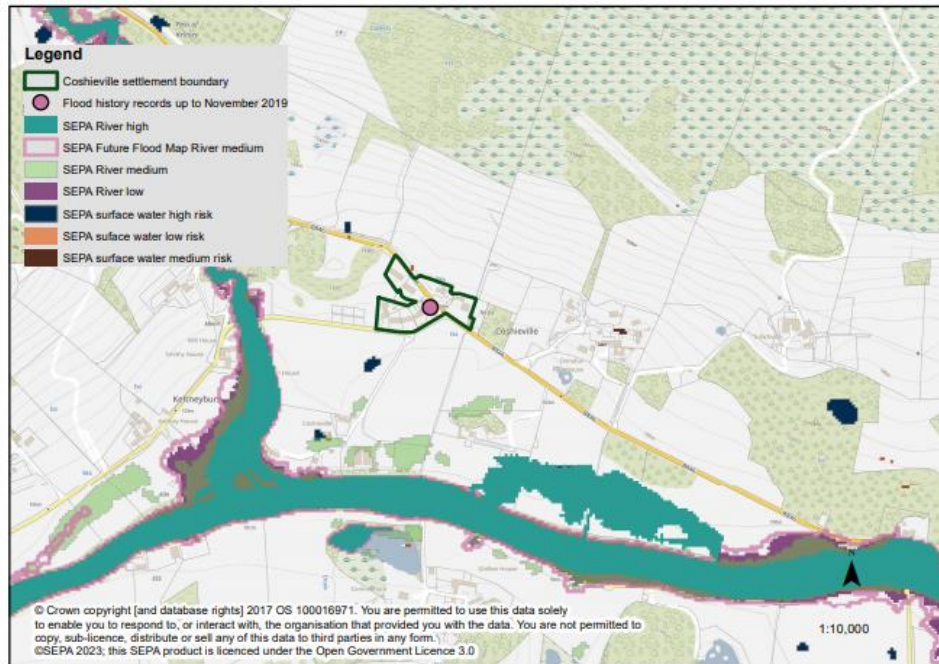 Legend
Coshieville settlement boundary
Flood history records up to November 2019
SEPA River high
SEPA Future Flood Map River medium
SEPA River medium
SEPA River low
SEPA surface water high risk
SEPA suface water low risk
SEPA surface water medium risk
Coshieville
© Crown copyright [and database rights] 2017 OS 100016971. You are permitted to use this data solely
to enable you to respond to, or interact with, the organisation that provided you with the data. You are not permitted to
copy, sub-licence, distribute or sell any of this data to third parties in any form.
©SEPA 2023; this SEPA product is licenced under the Open Government Licence 3.0
1:10,000